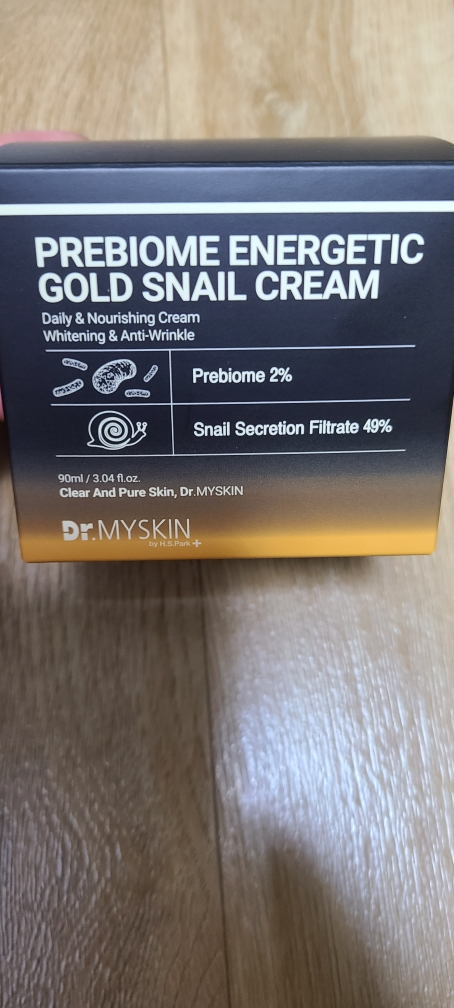 PREBIOME ENERGETIC
GOLD SNAIL CREAM
Daily & Nourishing Cream
Whitening & Anti-Wrinkle
Prebiome 2%
Snail Secretion Filtrate 49%
90ml / 3.04 fl.oz.
Clear And Pure Skin, Dr.MYSKIN
Dr.MYSKIN
by H.S.Park